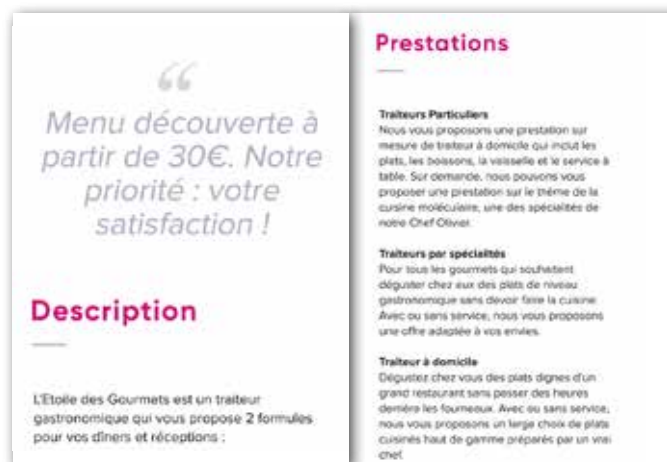 “
Menu découverte à
partir de 30€. Notre
priorité : votre
satisfaction !
Description
L'Etoile des Gourmets est un traiteur
gastronomique qui vous propose 2 formules
pour vos dîners et réceptions :
Prestations
Traiteurs Particuliers
Nous vous proposons une prestation sur
mesure de traiteur à domicile qui inclut les
plats, les boissons, la vaisselle et le service à
table. Sur demande, nous pouvons vous
proposer une prestation sur le thème de la
cuisine moléculaire, une des spécialités de
notre Chef Olivier.
Traiteurs par spécialités
Pour tous les gourmets qui souhaitent
déguster chez eux des plats de niveau
gastronomique sans devoir faire la cuisine.
Avec ou sans service, nous vous proposons
une offre adaptée à vos envies.
Traiteur à domicile
Dégustez chez vous des plats dignes d'un
grand restaurant sans passer des heures
derrière les fourneaux. Avec ou sans service,
nous vous proposons un large choix de plats
cuisinés haut de gamme préparés par un vrai
chef.